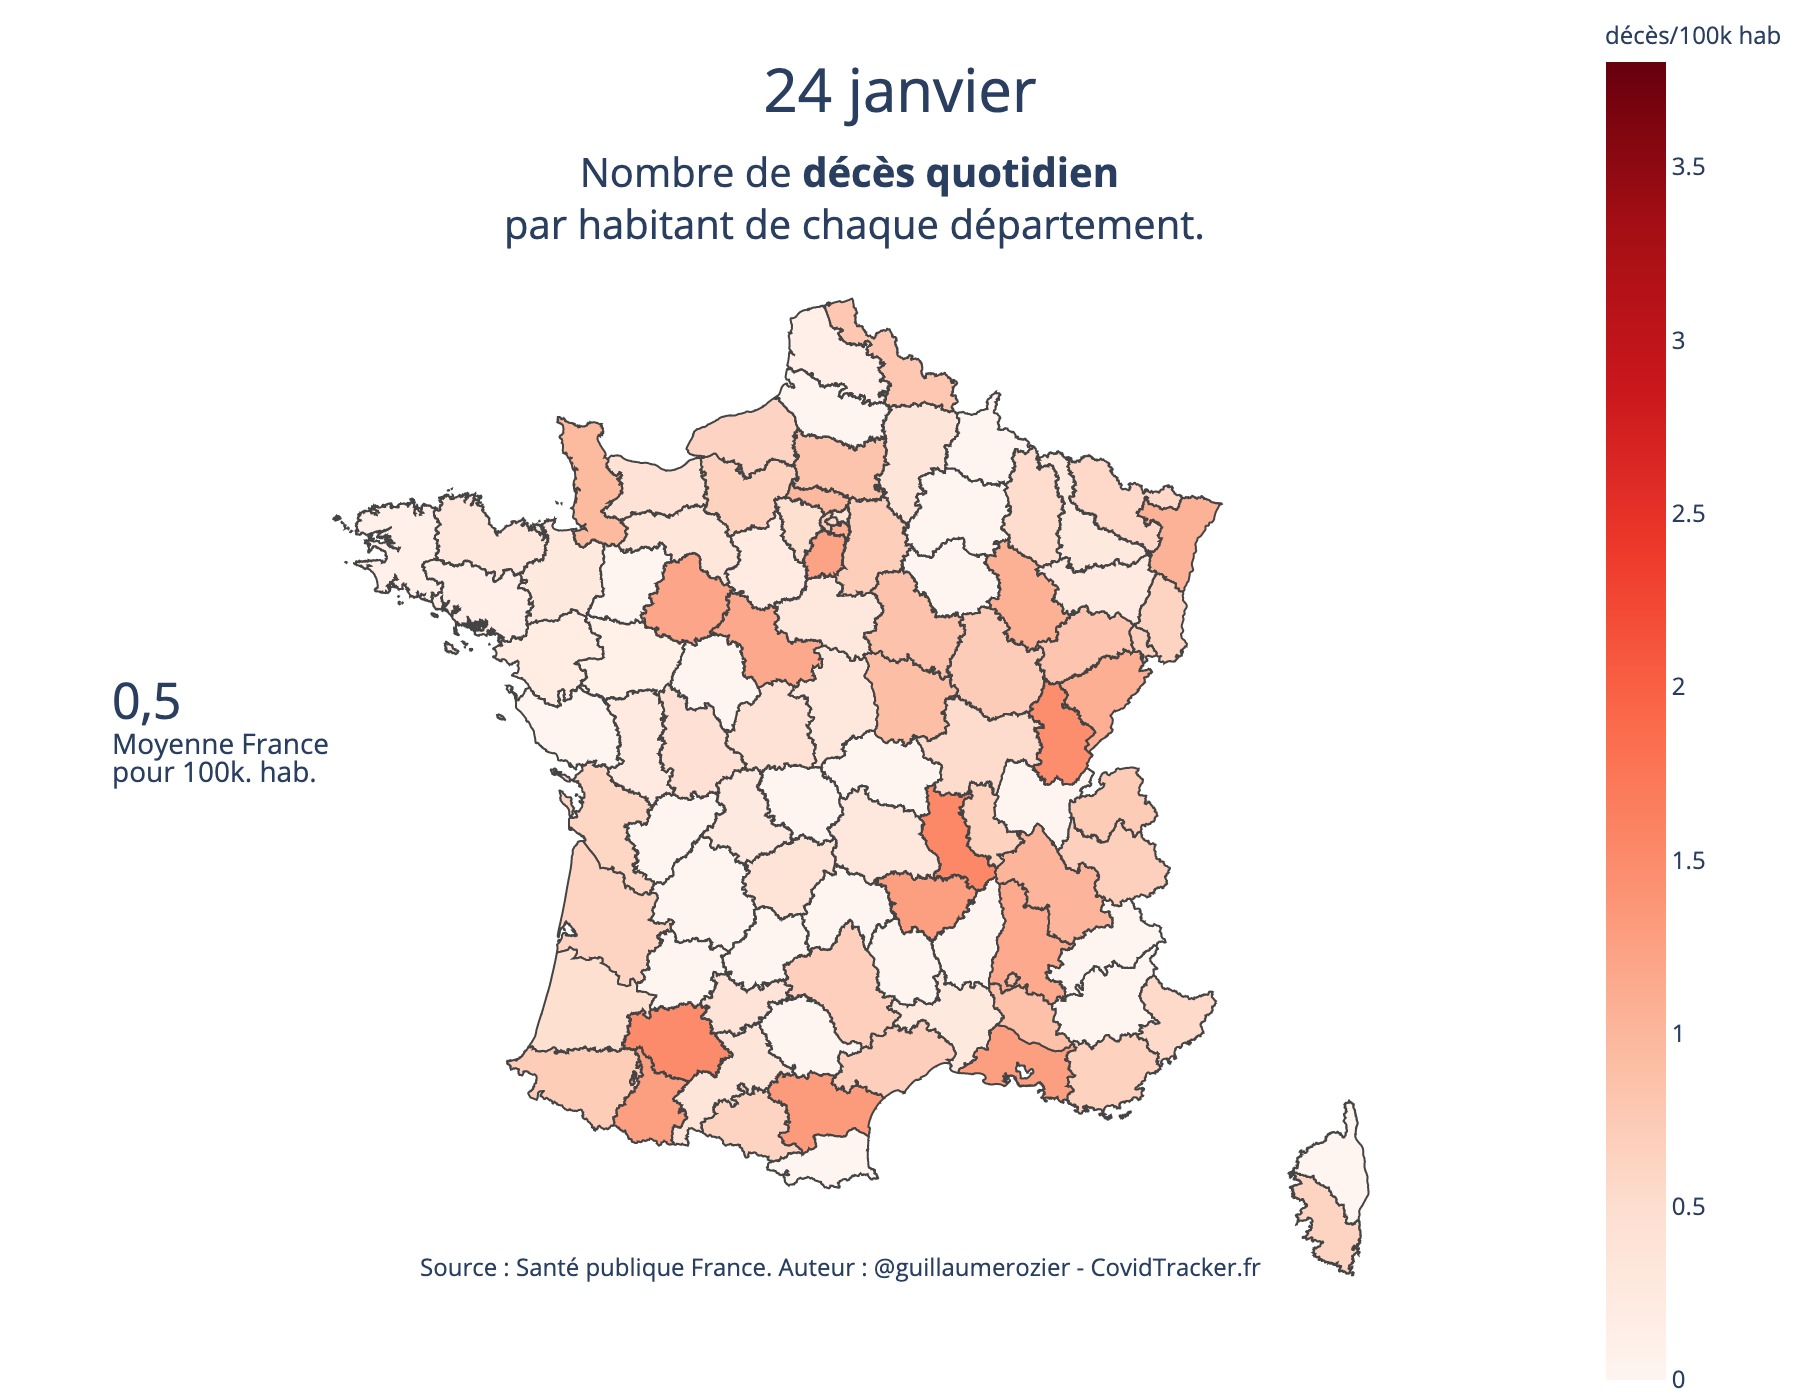 décès/100k hab
24 janvier
Nombre de décès quotidien
par habitant de chaque département.
3.5
3
2.5
2
0,5
Moyenne France
pour 100k. hab.
1.5
1
0.5
Source : Santé publique France. Auteur : @guillaumerozier - CovidTracker.fr
0